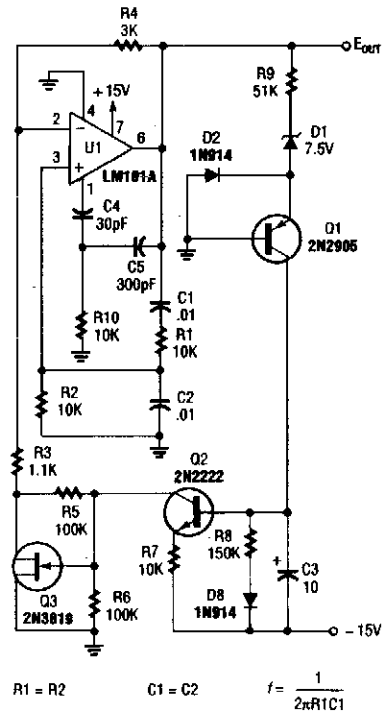 R4
3K
E_OUT
+15V
R9
51K
2
4
7
6
3
1
−
+
U1
LM101A
D2
1N914
D1
7.5V
C4
30pF
C5
300pF
Q1
2N2905
R10
10K
C1
.01
R1
10K
R2
10K
C2
.01
R3
1.1K
Q2
2N2222
R5
100K
R7
10K
R8
150K
+
C3
10
Q3
2N3819
R6
100K
D8
1N914
−15V
R1 = R2
C1 = C2
f = 1 / 2πR1C1